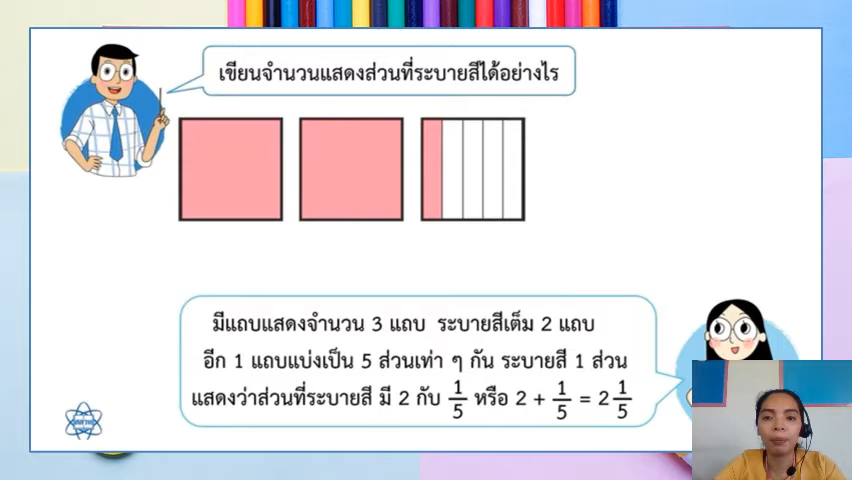 เขียนจำนวนแสดงส่วนที่ระบายสีได้อย่างไร
มีแถบแสดงจำนวน 3 แถบ ระบายสีเต็ม 2 แถบ
อีก 1 แถบแบ่งเป็น 5 ส่วนเท่า ๆ กัน ระบายสี 1 ส่วน
แสดงว่าส่วนที่ระบายสี มี 2 กับ 1/5 หรือ 2 + 1/5 = 2 1/5